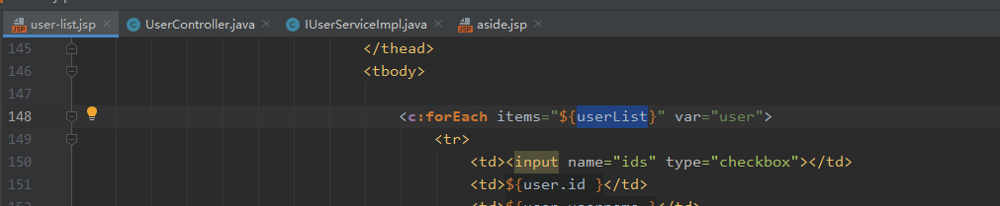 user-list.jsp UserController.java IUserServiceImpl.java aside.jsp
145 </thead>
146 <tbody>
147
148 <c:forEach items="${userList}" var="user">
149 <tr>
150 <td><input name="ids" type="checkbox"></td>
151 <td>${user.id }</td>